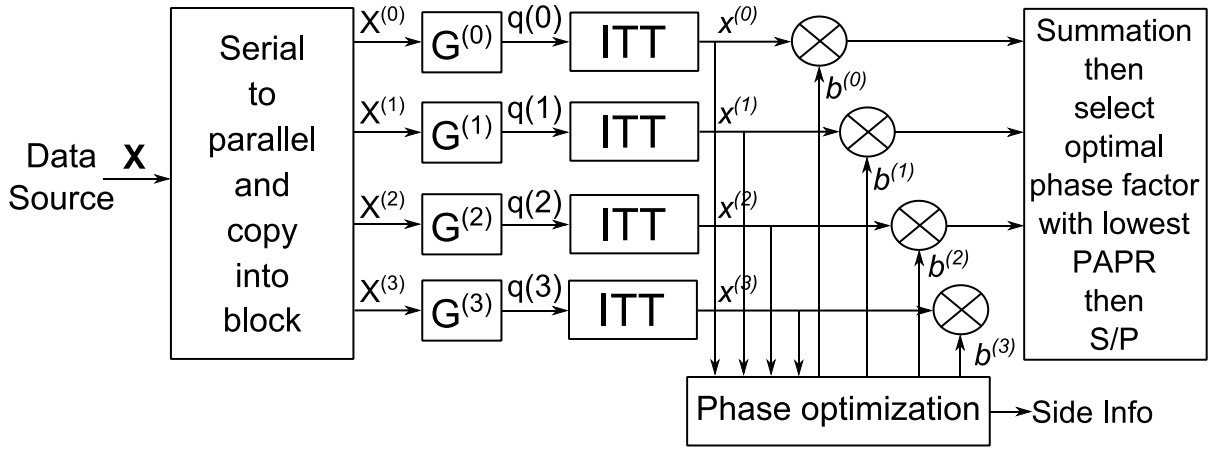 Data
Source
X
Serial
to
parallel
and
copy
into
block
X(0)
G(0)
q(0)
ITT
x(0)
b(0)
X(1)
G(1)
q(1)
ITT
x(1)
b(1)
X(2)
G(2)
q(2)
ITT
x(2)
b(2)
X(3)
G(3)
q(3)
ITT
x(3)
b(3)
Phase optimization
Side Info
Summation
then
select
optimal
phase factor
with lowest
PAPR
then
S/P